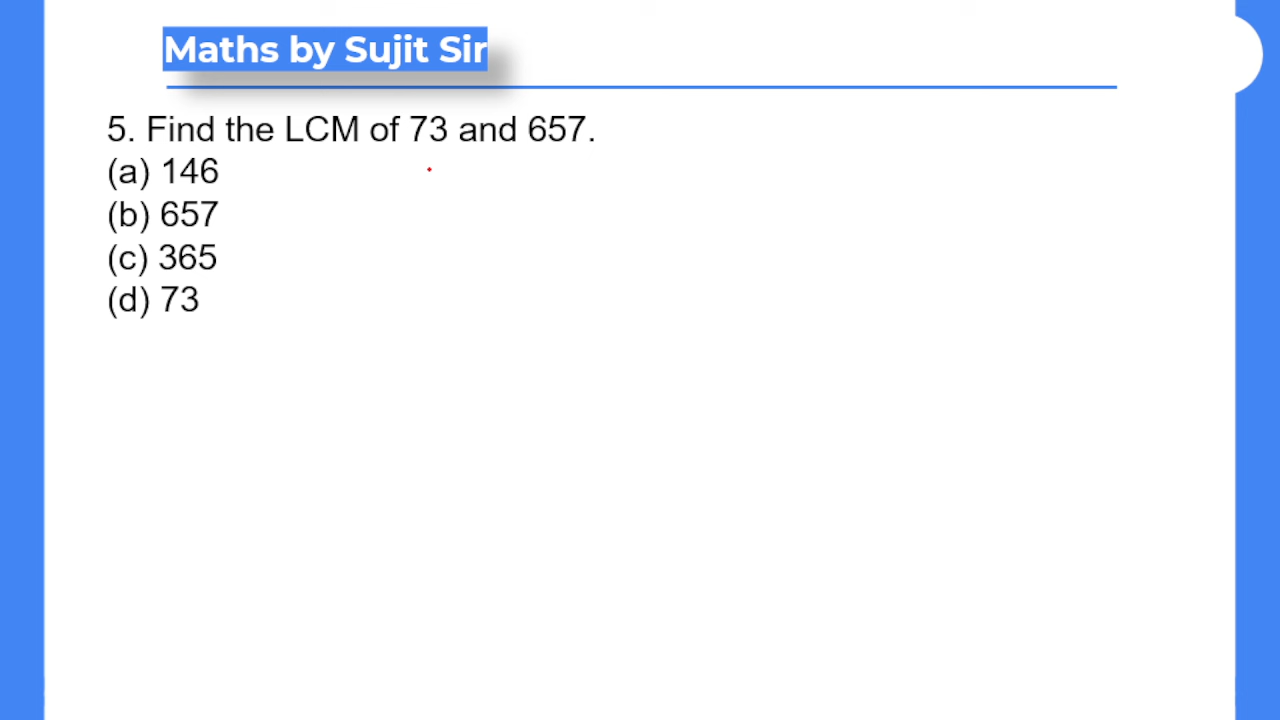 Maths by Sujit Sir
5. Find the LCM of 73 and 657.
(a) 146
(b) 657
(c) 365
(d) 73